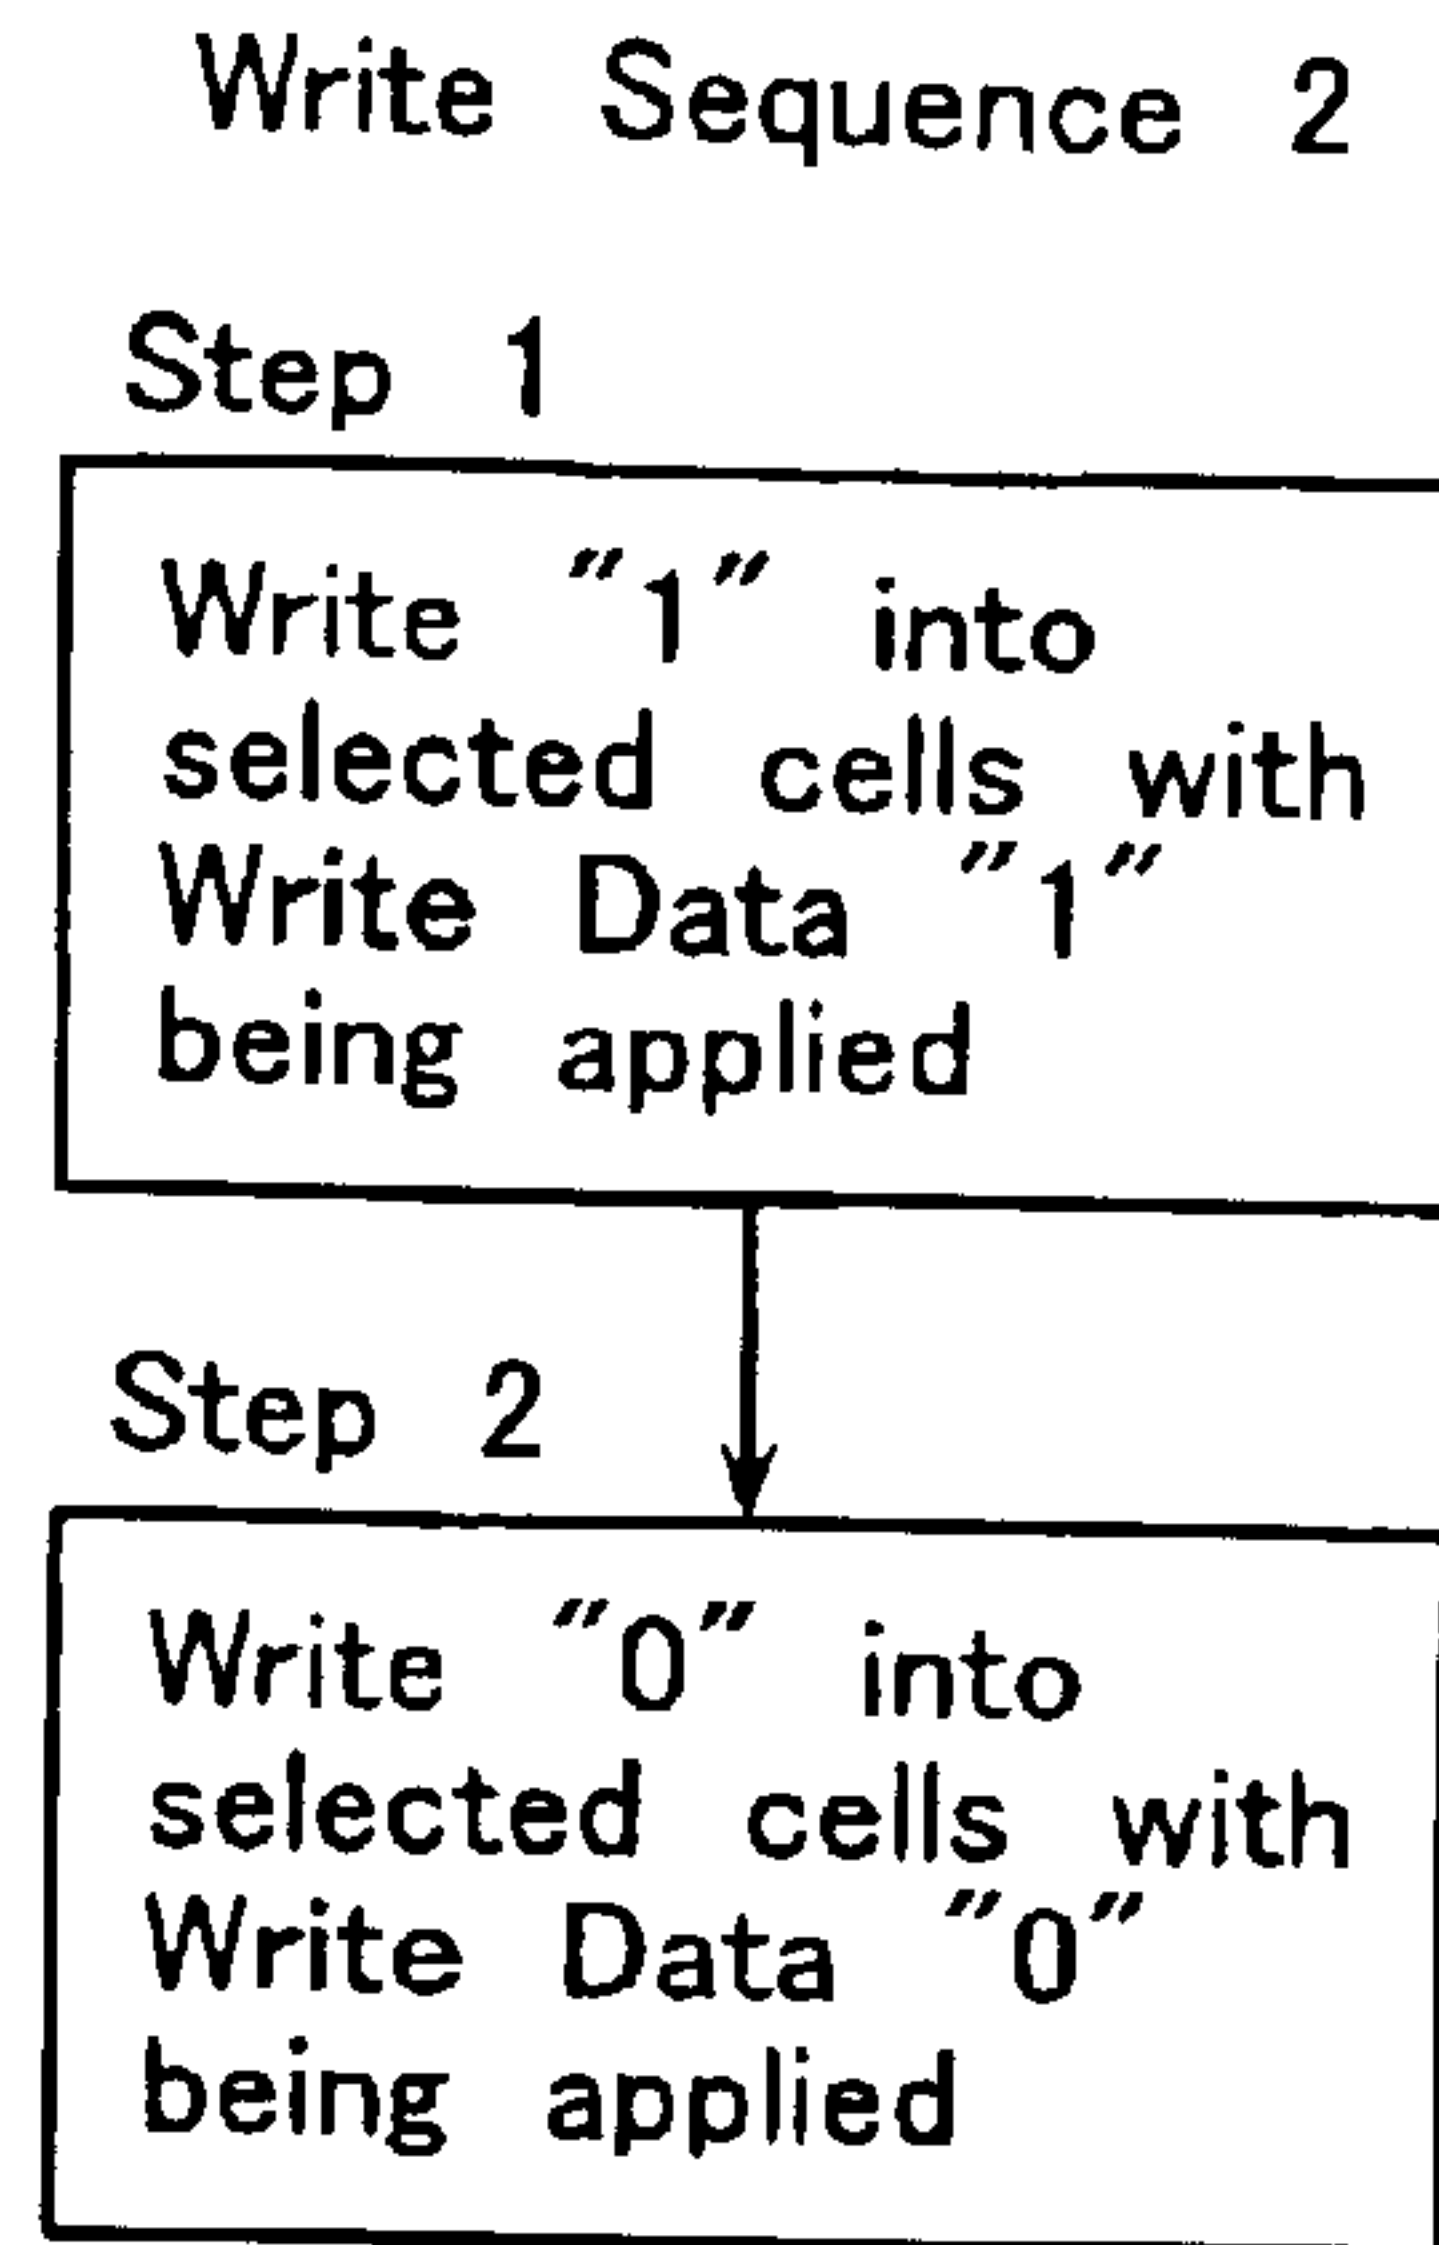 Write Sequence 2
Step 1
Write "1" into
selected cells with
Write Data "1"
being applied
Step 2
Write "0" into
selected cells with
Write Data "0"
being applied